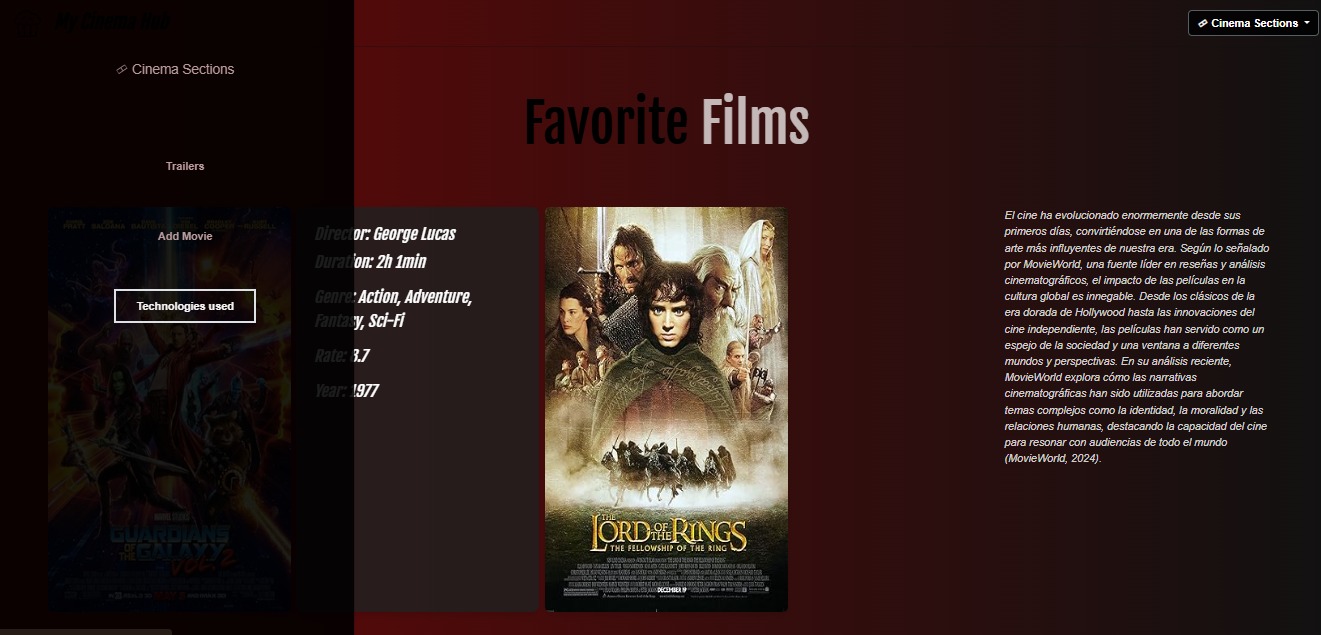 My Cinema Hub
Cinema Sections
Cinema Sections
Favorite Films
Trailers
Add Movie
Technologies used
GUARDIANS
OF THE
GALAXY
VOL. 2
Director: George Lucas
Duration: 2h 1min
Genre: Action, Adventure,
Fantasy, Sci-Fi
Rate: 8.7
Year: 1977
THE
LORD OF THE RINGS
THE FELLOWSHIP OF THE RING
DECEMBER 19
El cine ha evolucionado enormemente desde sus
primeros días, convirtiéndose en una de las formas de
arte más influyentes de nuestra era. Según lo señalado
por MovieWorld, una fuente líder en reseñas y análisis
cinematográficos, el impacto de las películas en la
cultura global es innegable. Desde los clásicos de la
era dorada de Hollywood hasta las innovaciones del
cine independiente, las películas han servido como un
espejo de la sociedad y una ventana a diferentes
mundos y perspectivas. En su análisis reciente,
MovieWorld explora cómo las narrativas
cinematográficas han sido utilizadas para abordar
temas complejos como la identidad, la moralidad y las
relaciones humanas, destacando la capacidad del cine
para resonar con audiencias de todo el mundo
(MovieWorld, 2024).